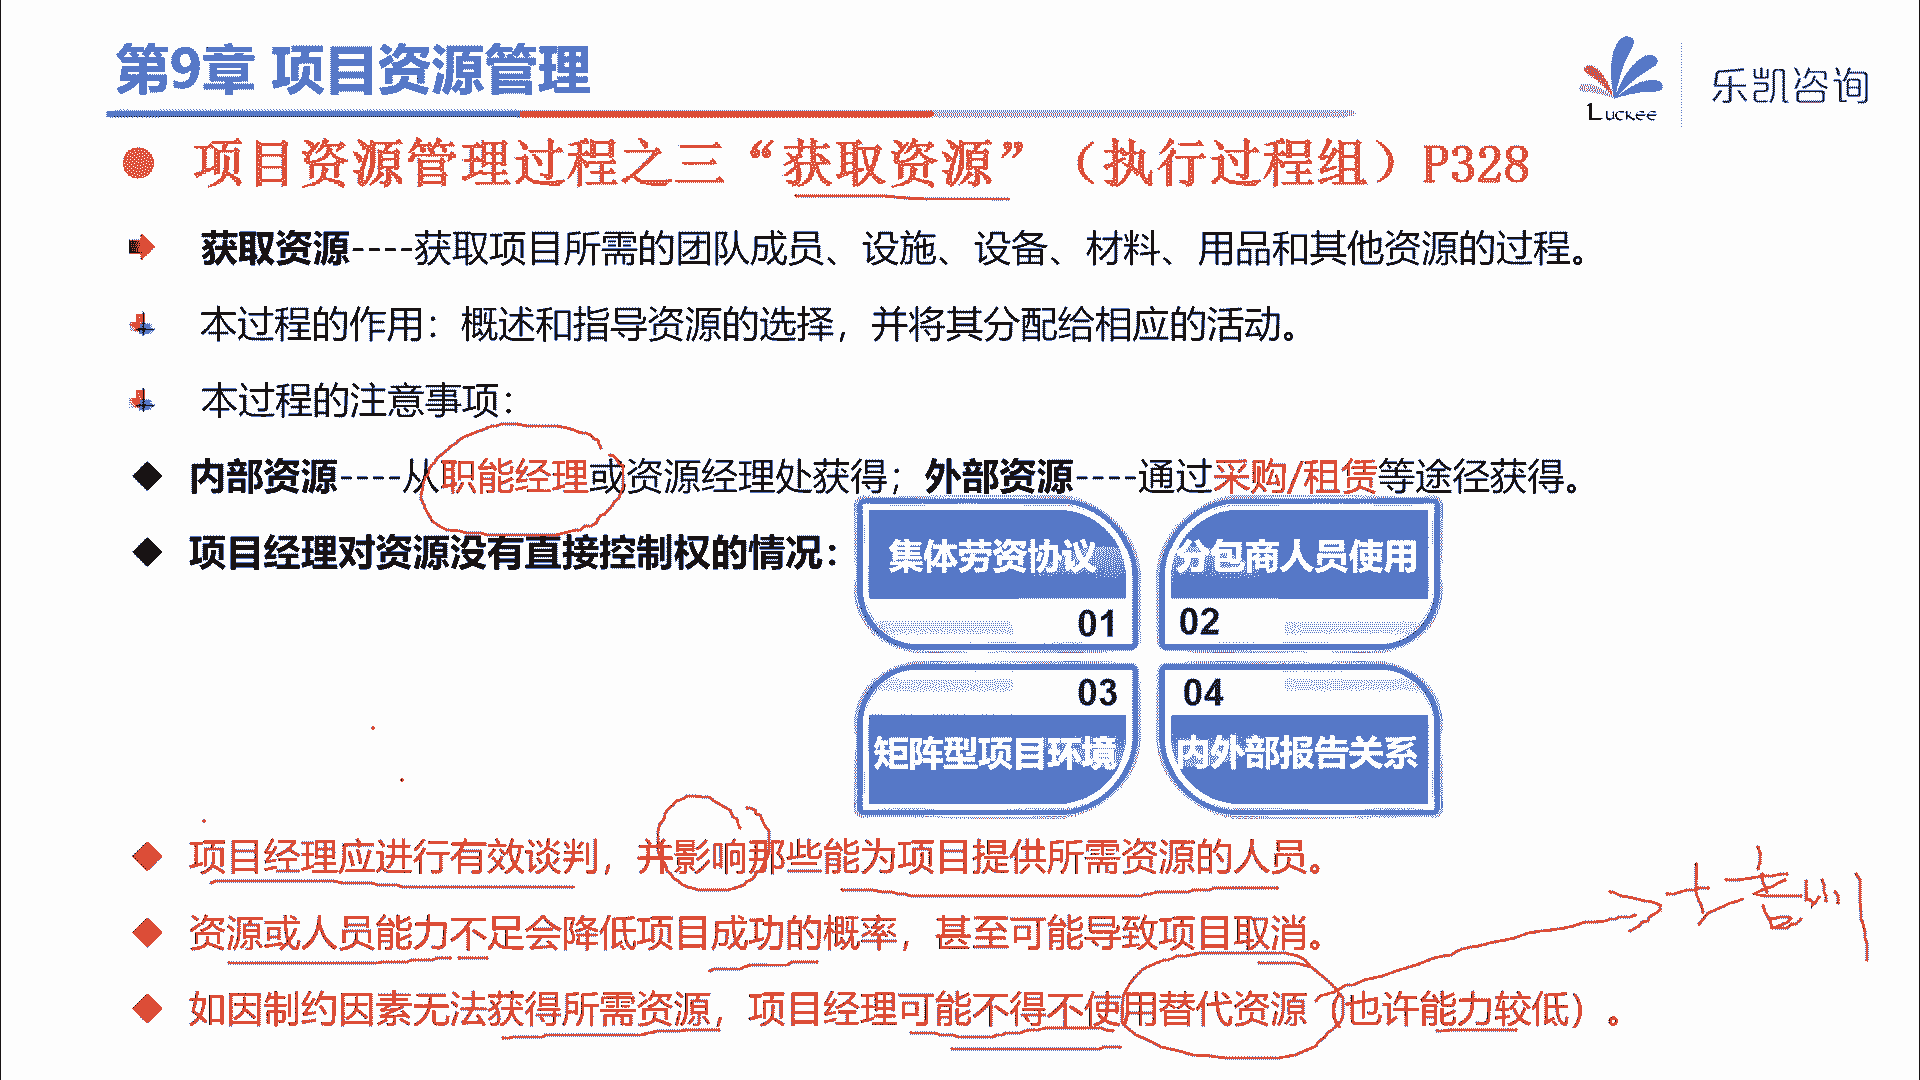 第9章 项目资源管理
Luckee
乐凯咨询
项目资源管理过程之三“获取资源”（执行过程组）P328
获取资源----获取项目所需的团队成员、设施、设备、材料、用品和其他资源的过程。
本过程的作用：概述和指导资源的选择，并将其分配给相应的活动。
本过程的注意事项：
内部资源----从职能经理或资源经理处获得；外部资源----通过采购/租赁等途径获得。
项目经理对资源没有直接控制权的情况：
集体劳资协议
01
分包商人员使用
02
03
矩阵型项目环境
04
内外部报告关系
项目经理应进行有效谈判，并影响那些能为项目提供所需资源的人员。
资源或人员能力不足会降低项目成功的概率，甚至可能导致项目取消。
如因制约因素无法获得所需资源，项目经理可能不得不使用替代资源（也许能力较低）。